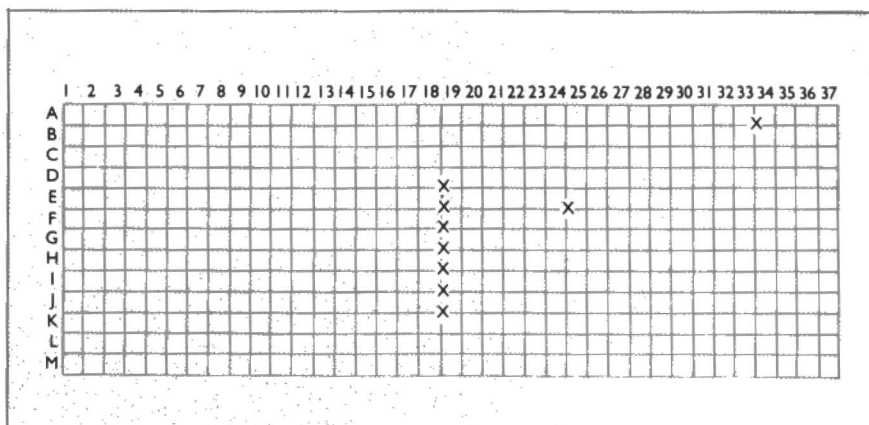 1 2 3 4 5 6 7 8 9 10 11 12 13 14 15 16 17 18 19 20 21 22 23 24 25 26 27 28 29 30 31 32 33 34 35 36 37
A
X
B
C
D
X
E
X X
F
X
G
X
H
X
I
X
J
X
K
L
M